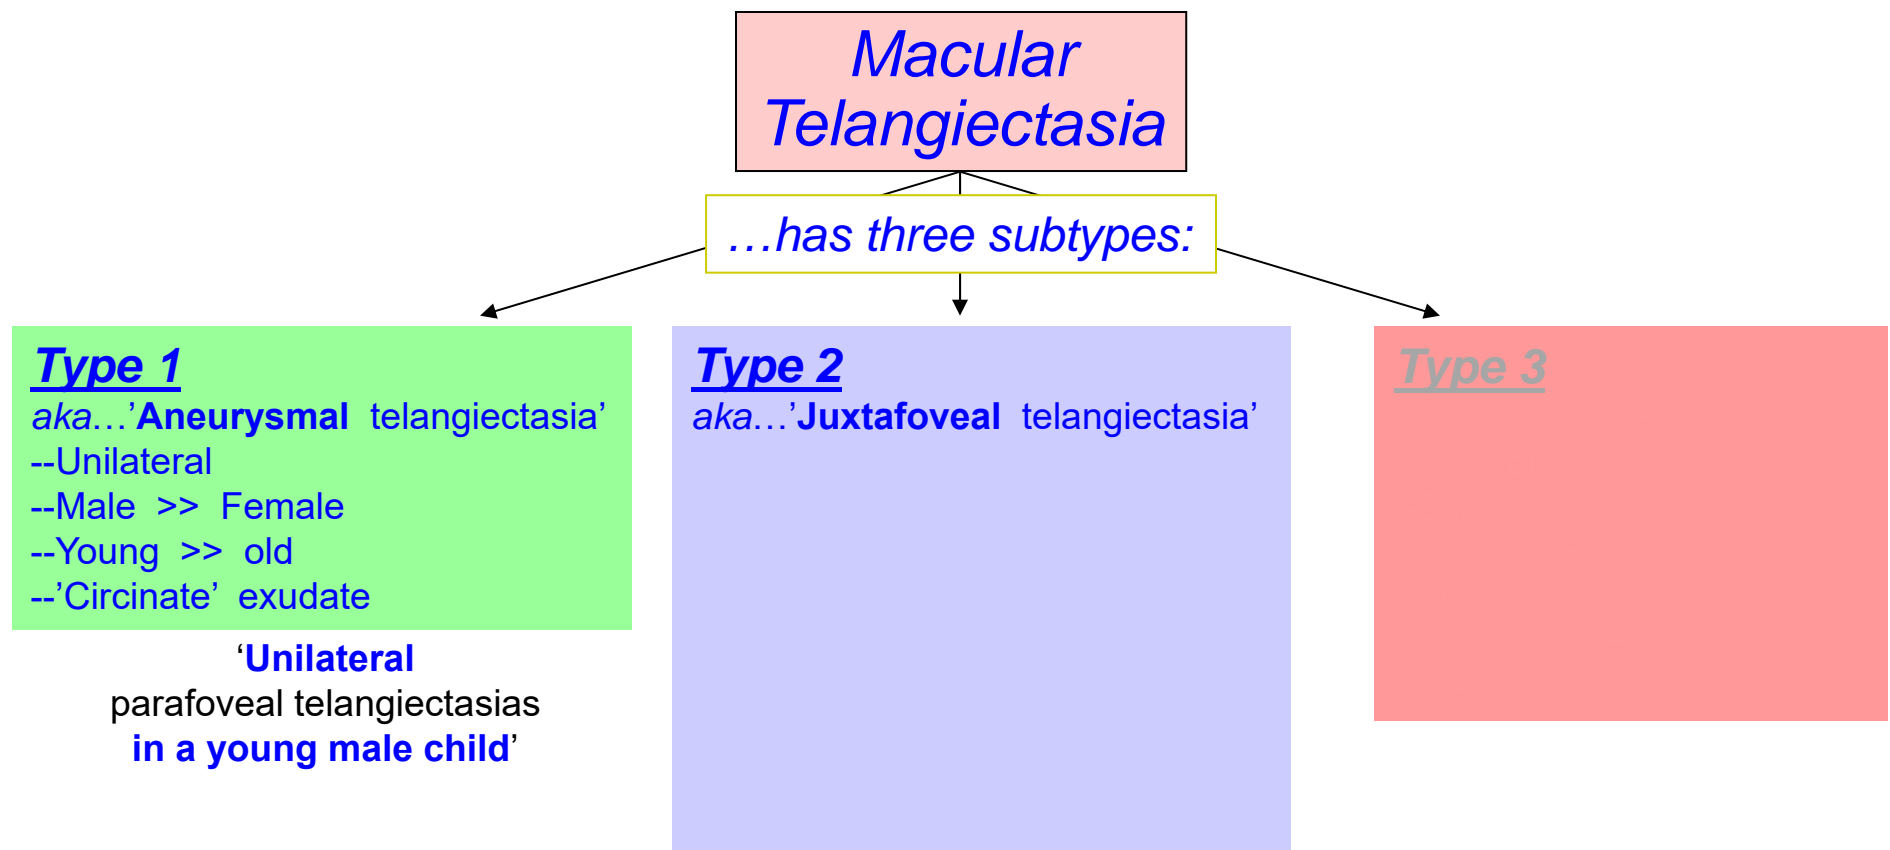 Macular
Telangiectasia
…has three subtypes:
Type 1
aka…’Aneurysmal telangiectasia’
--Unilateral
--Male >> Female
--Young >> old
--’Circinate’ exudate
‘Unilateral
parafoveal telangiectasias
in a young male child’
Type 2
aka…’Juxtafoveal telangiectasia’
Type 3